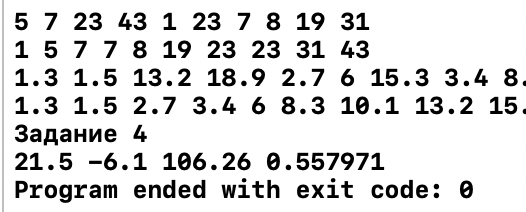 5 7 23 43 1 23 7 8 19 31
1 5 7 7 8 19 23 23 31 43
1.3 1.5 13.2 18.9 2.7 6 15.3 3.4 8.
1.3 1.5 2.7 3.4 6 8.3 10.1 13.2 15.
Задание 4
21.5 -6.1 106.26 0.557971
Program ended with exit code: 0